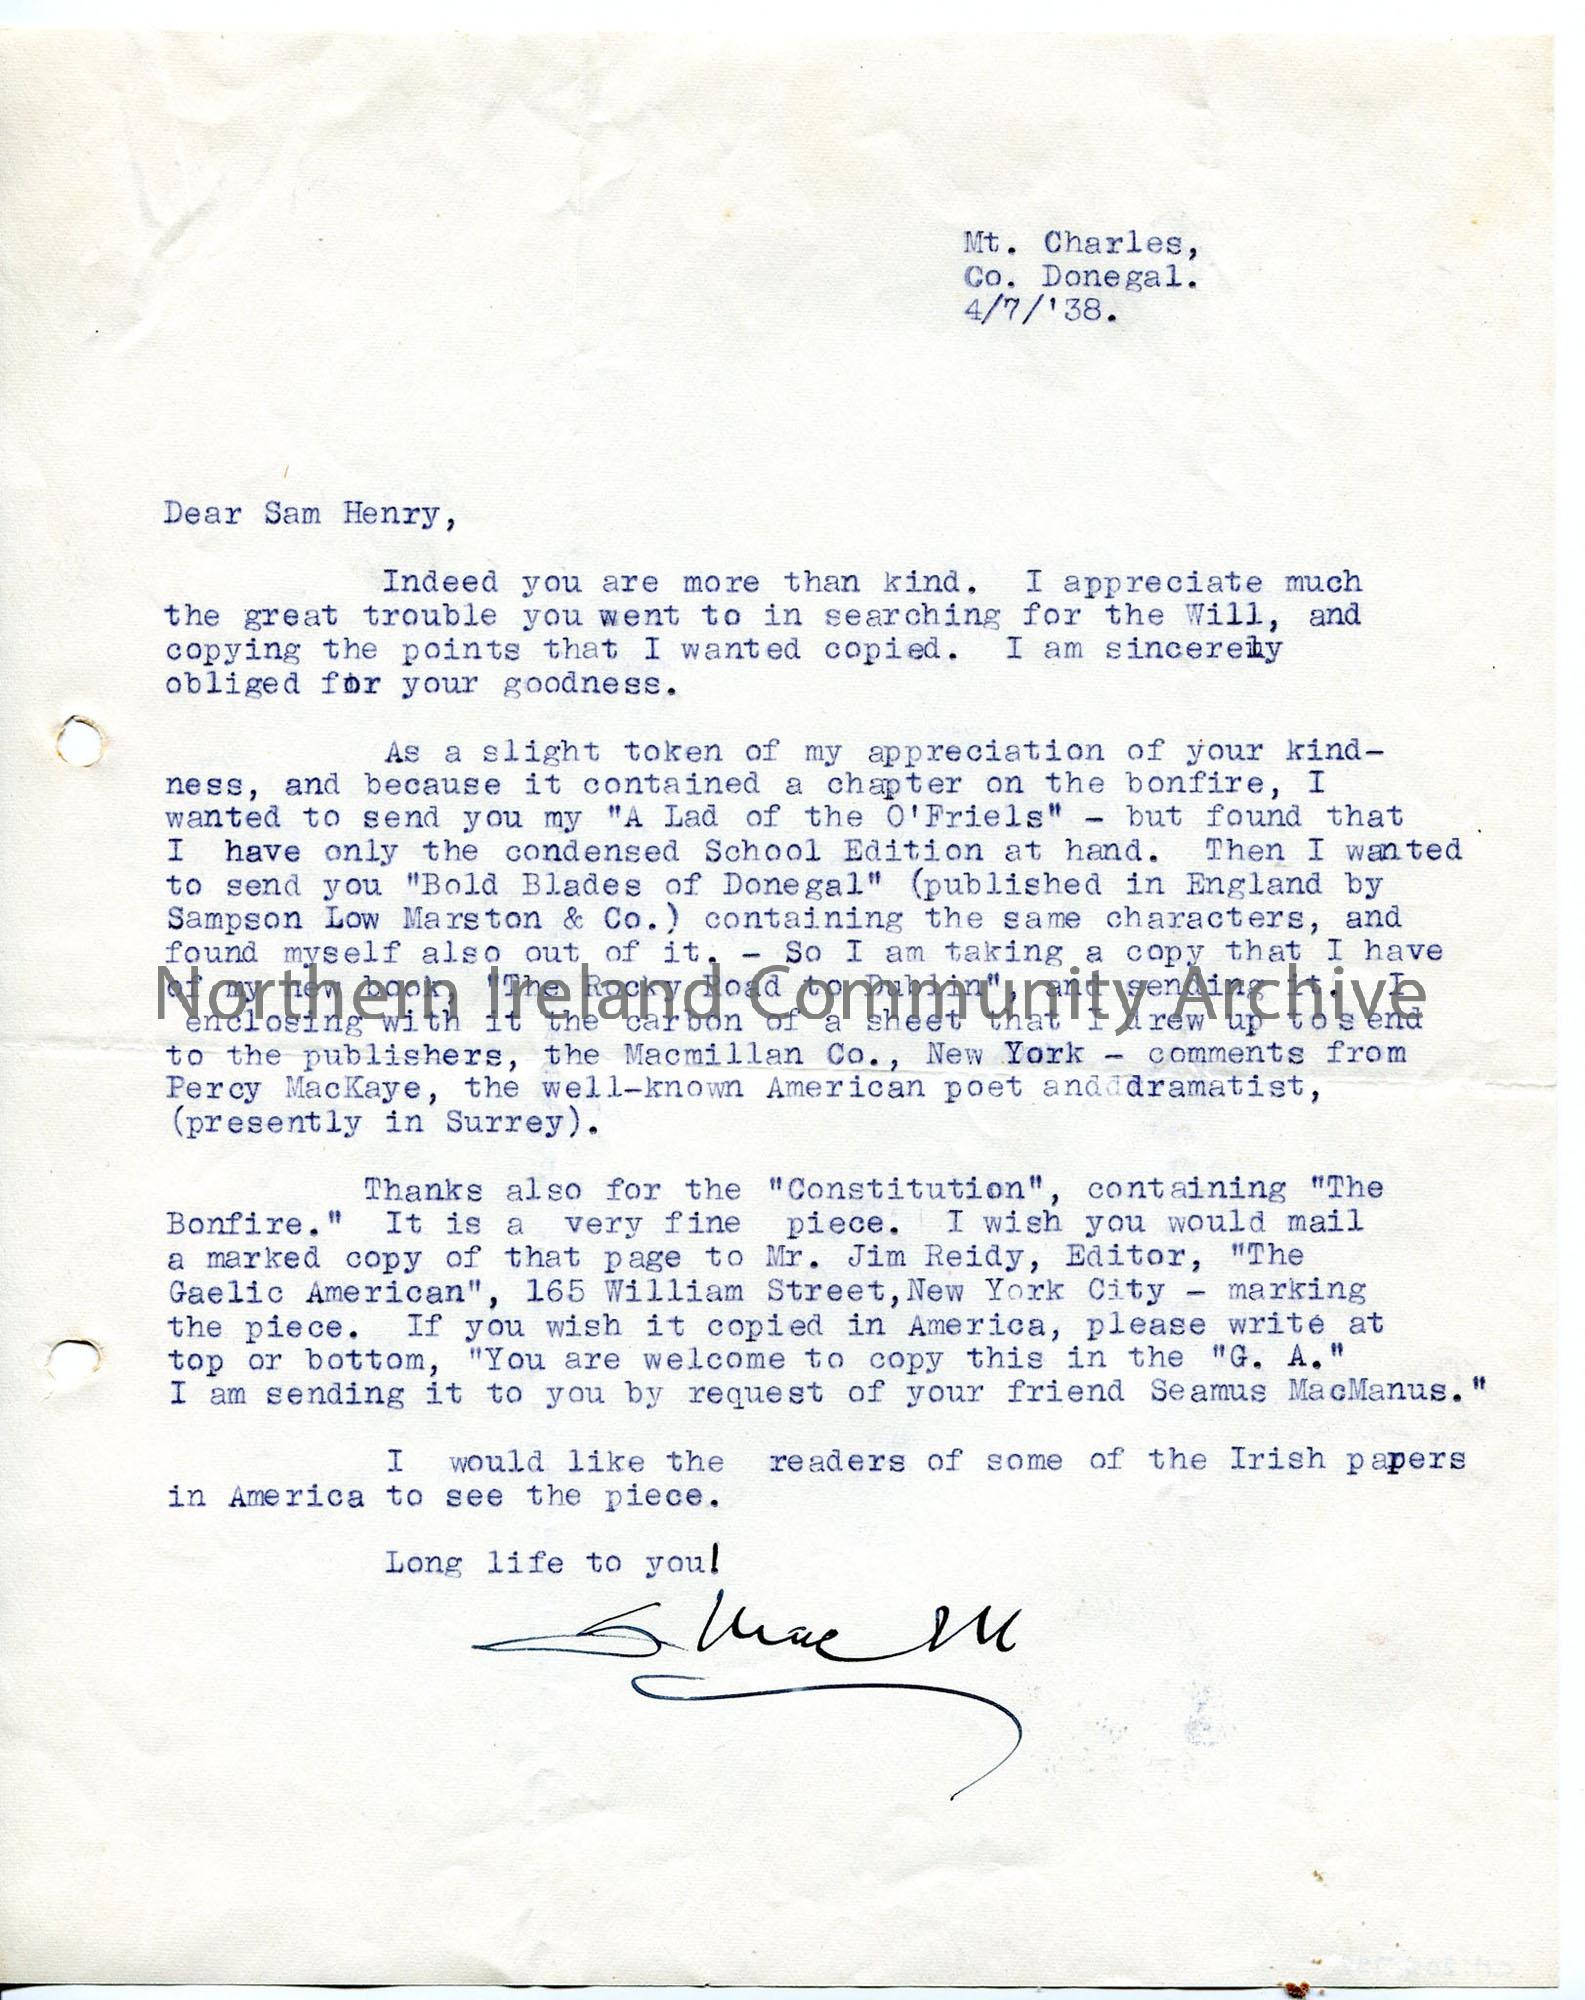 Mt. Charles,
Co. Donegal.
4/7/'38.
Dear Sam Henry,
Indeed you are more than kind. I appreciate much
the great trouble you went to in searching for the Will, and
copying the points that I wanted copied. I am sincerely
obliged for your goodness.
As a slight token of my appreciation of your kind-
ness, and because it contained a chapter on the bonfire, I
wanted to send you my "A Lad of the O'Friels" - but found that
I have only the condensed School Edition at hand. Then I wanted
to send you "Bold Blades of Donegal" (published in England by
Sampson Low Marston & Co.) containing the same characters, and
found myself also out of it. - So I am taking a copy that I have
of my new book, "The Rocky Road to Dublin", and sending it. I
enclosing with it the carbon of a sheet that I drew up to send
to the publishers, the Macmillan Co., New York - comments from
Percy MacKaye, the well-known American poet andddramatist,
(presently in Surrey).
Thanks also for the "Constitution", containing "The
Bonfire." It is a very fine piece. I wish you would mail
a marked copy of that page to Mr. Jim Reidy, Editor, "The
Gaelic American", 165 William Street,New York City - marking
the piece. If you wish it copied in America, please write at
top or bottom, "You are welcome to copy this in the "G. A."
I am sending it to you by request of your friend Seamus MacManus."
I would like the readers of some of the Irish papers
in America to see the piece.
Long life to you!
S MacM
Northern Ireland Community Archive